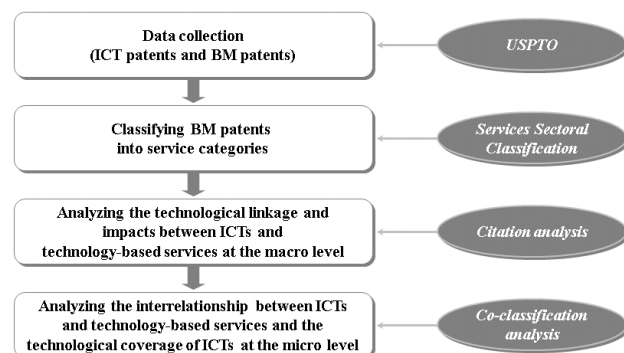 Data collection
(ICT patents and BM patents)
USPTO
Classifying BM patents
into service categories
Services Sectoral
Classification
Analyzing the technological linkage and
impacts between ICTs and
technology-based services at the macro level
Citation analysis
Analyzing the interrelationship between ICTs
and technology-based services and the
technological coverage of ICTs at the micro level
Co-classification
analysis